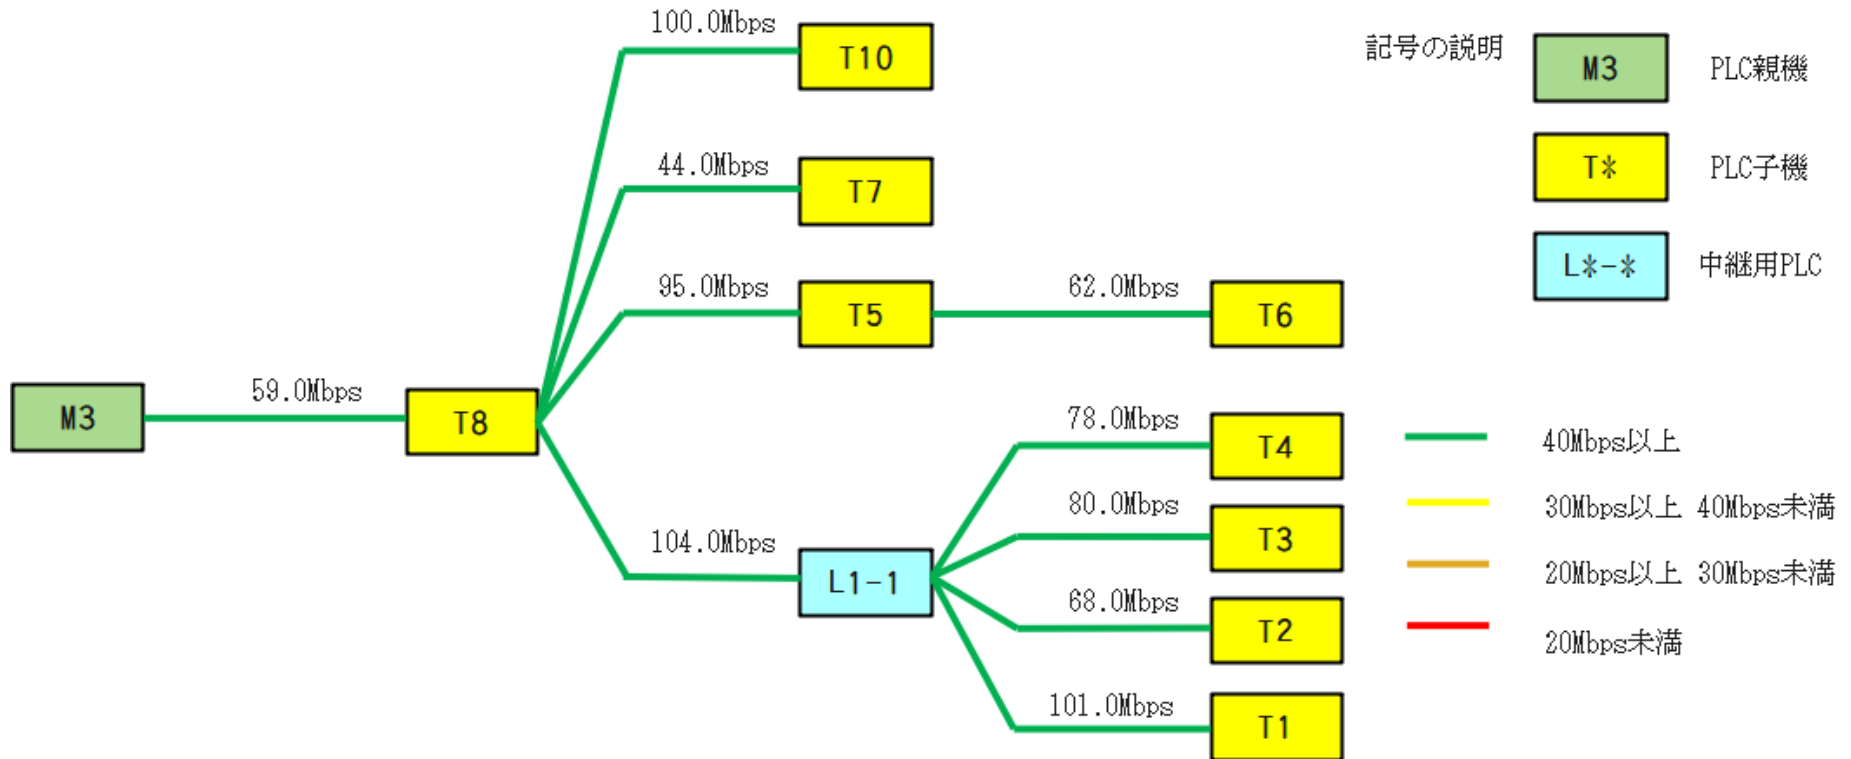 100.0Mbps
T10
記号の説明
M3
PLC親機
44.0Mbps
T7
T*
PLC子機
95.0Mbps
T5
62.0Mbps
T6
L*-*
中継用PLC
M3
59.0Mbps
T8
78.0Mbps
T4
40Mbps以上
80.0Mbps
T3
30Mbps以上 40Mbps未満
104.0Mbps
L1-1
68.0Mbps
T2
20Mbps以上 30Mbps未満
20Mbps未満
101.0Mbps
T1